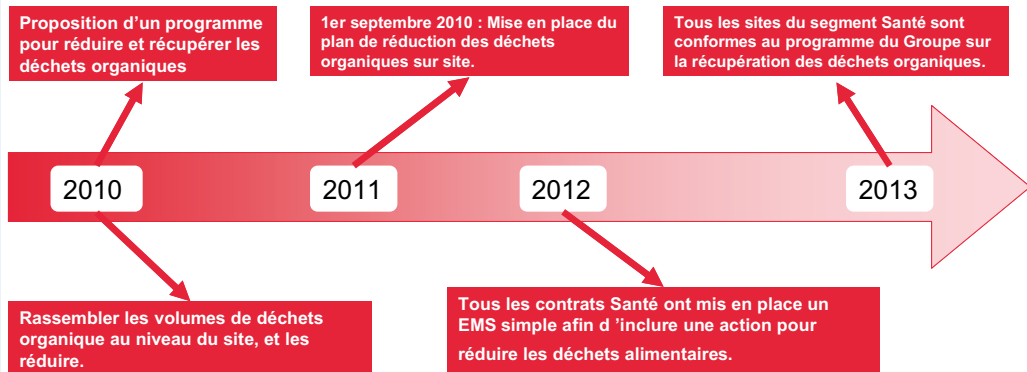 Proposition d'un programme
pour réduire et récupérer les
déchets organiques
1er septembre 2010 : Mise en place du
plan de réduction des déchets
organiques sur site.
Tous les sites du segment Santé sont
conformes au programme du Groupe sur
la récupération des déchets organiques.
2010
2011
2012
2013
Rassembler les volumes de déchets
organique au niveau du site, et les
réduire.
Tous les contrats Santé ont mis en place un
EMS simple afin d 'inclure une action pour
réduire les déchets alimentaires.